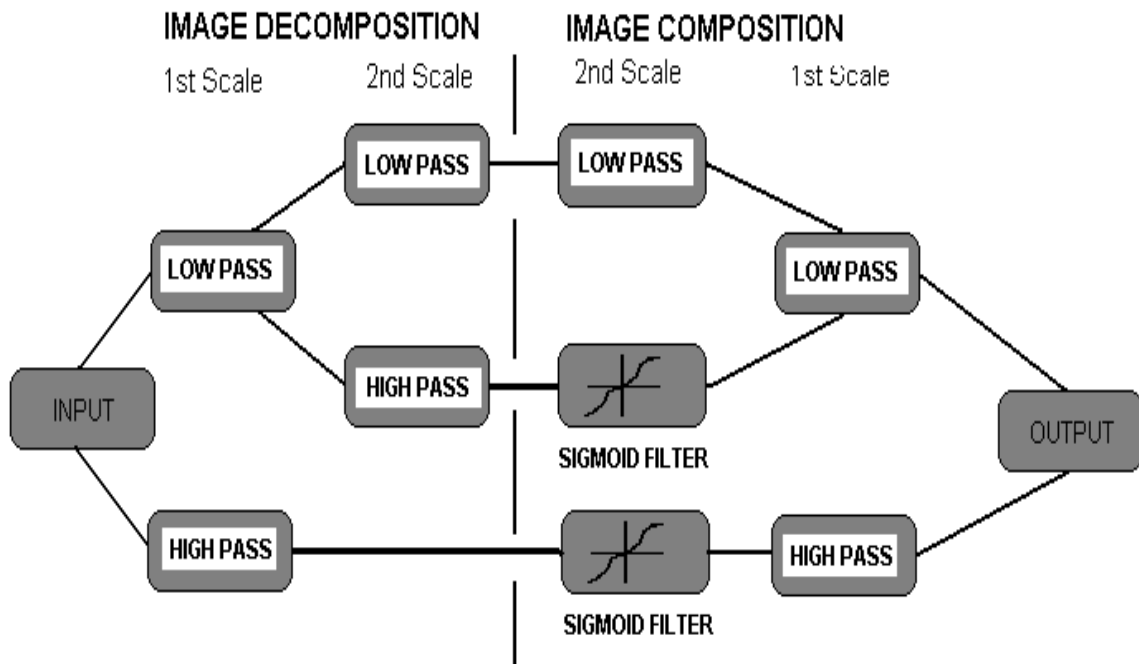 IMAGE DECOMPOSITION
IMAGE COMPOSITION
1st Scale
2nd Scale
2nd Scale
1st Scale
LOW PASS
LOW PASS
LOW PASS
LOW PASS
HIGH PASS
INPUT
OUTPUT
SIGMOID FILTER
HIGH PASS
HIGH PASS
SIGMOID FILTER